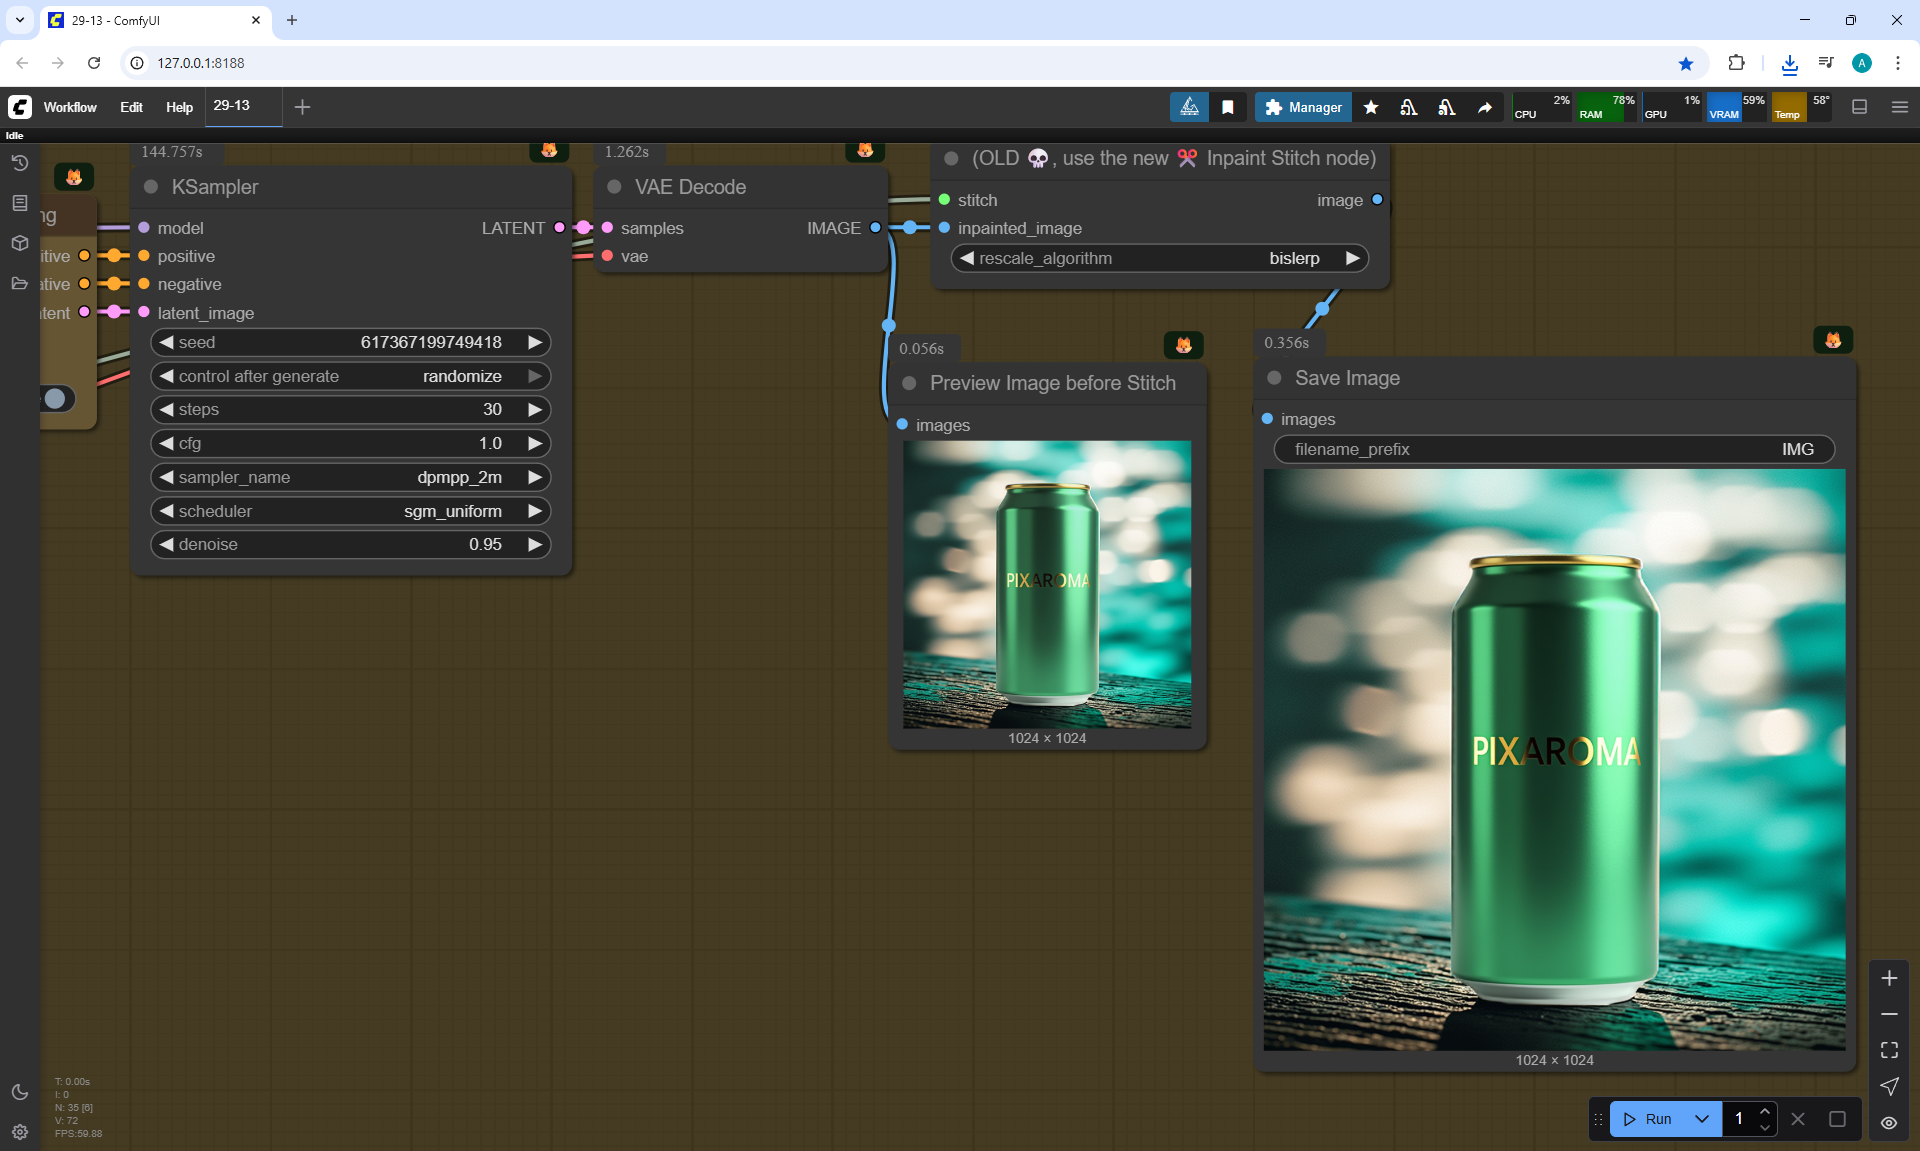 29-13 - ComfyUI
127.0.0.1:8188
A
Workflow
Edit
Help
29-13
Manager
CPU 2%
RAM 78%
GPU 1%
VRAM 59%
Temp 58°
Idle
144.757s
1.262s
KSampler
VAE Decode
(OLD 💀, use the new ✂️ Inpaint Stitch node)
ng
model
LATENT
samples
IMAGE
stitch
image
itive
positive
vae
inpainted_image
ative
negative
rescale_algorithm
bislerp
tent
latent_image
seed
617367199749418
control after generate
randomize
steps
30
cfg
1.0
sampler_name
dpmpp_2m
scheduler
sgm_uniform
denoise
0.95
0.056s
Preview Image before Stitch
images
PIXAROMA
1024 × 1024
0.356s
Save Image
images
filename_prefix
IMG
PIXAROMA
1024 × 1024
T: 0.00s
I: 0
N: 35 [6]
V: 72
FPS:59.88
Run
1